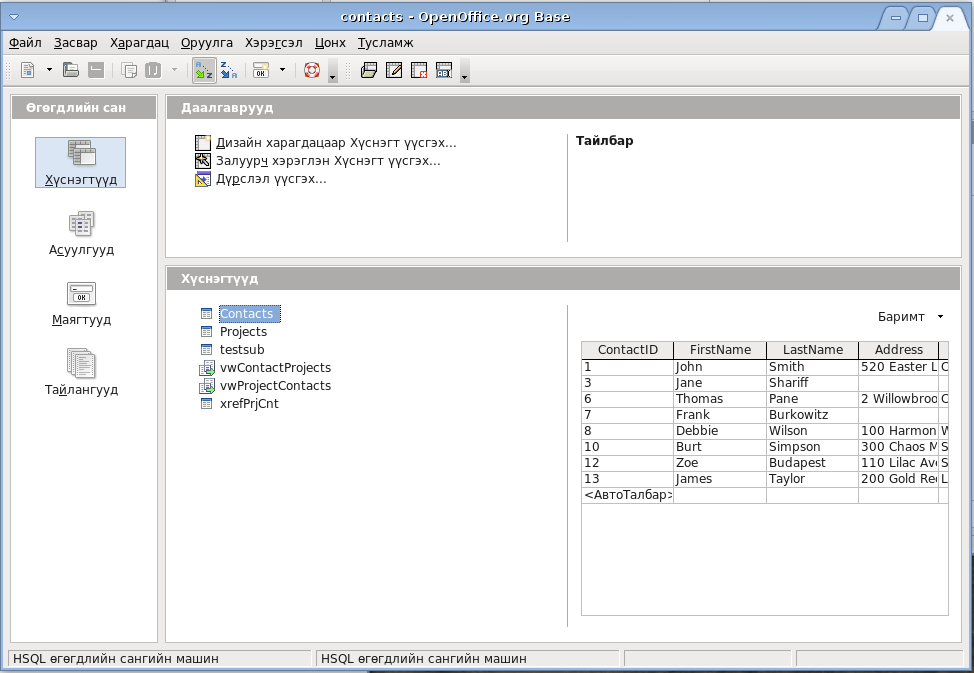 contacts - OpenOffice.org Base
Файл Засвар Харагдац Оруулга Хэрэгсэл Цонх Тусламж
Өгөгдлийн сан
Хүснэгтүүд
Асуулгууд
Маягтууд
Тайлангууд
Даалгаврууд
Дизайн харагдацаар Хүснэгт үүсгэх...
Залуурч хэрэглэн Хүснэгт үүсгэх...
Дүрслэл үүсгэх...
Тайлбар
Хүснэгтүүд
Contacts
Projects
testsub
vwContactProjects
vwProjectContacts
xrefPrjCnt
Баримт
ContactID FirstName LastName Address
1 John Smith 520 Easter L
3 Jane Shariff
6 Thomas Pane 2 Willowbroo
7 Frank Burkowitz
8 Debbie Wilson 100 Harmon
10 Burt Simpson 300 Chaos M
12 Zoe Budapest 110 Lilac Av
13 James Taylor 200 Gold Re
<АвтоТалбар>
HSQL өгөгдлийн сангийн машин HSQL өгөгдлийн сангийн машин